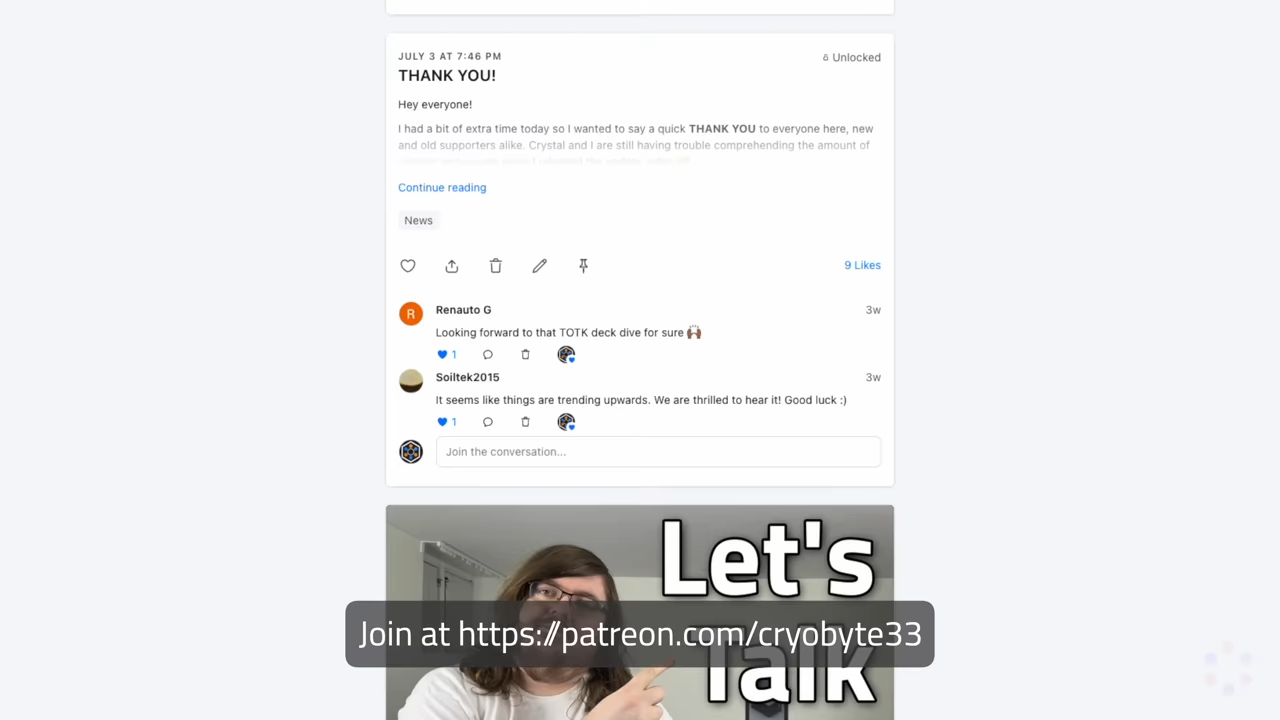 JULY 3 AT 7:46 PM
Unlocked
THANK YOU!
Hey everyone!
I had a bit of extra time today so I wanted to say a quick THANK YOU to everyone here, new
and old supporters alike. Crystal and I are still having trouble comprehending the amount of
Continue reading
News
9 Likes
R
Renauto G
3w
Looking forward to that TOTK deck dive for sure 🙌🏾
1
Soiltek2015
3w
It seems like things are trending upwards. We are thrilled to hear it! Good luck :)
1
Join the conversation...
Let's
Talk
Join at https://patreon.com/cryobyte33